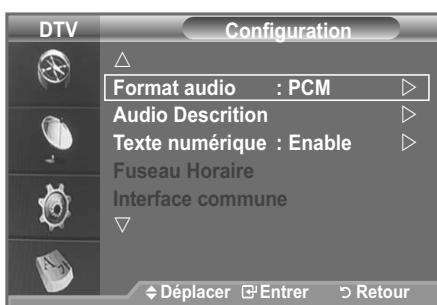 DTV Configuration
Format audio : PCM
Audio Descrition
Texte numérique : Enable
Fuseau Horaire
Interface commune
Déplacer Entrer Retour